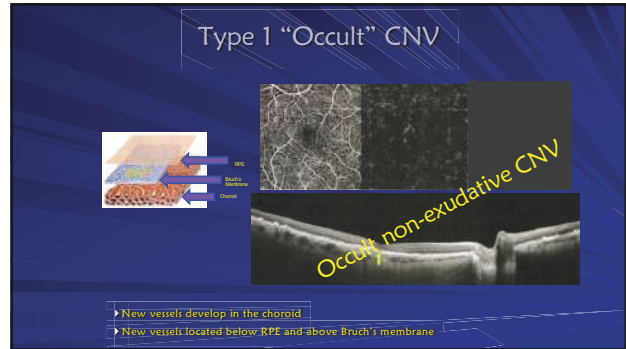 Type 1 “Occult” CNV
RPE
Bruch's
Membrane
Choroid
Occult, non-exudative CNV
New vessels develop in the choroid
New vessels located below RPE and above Bruch's membrane